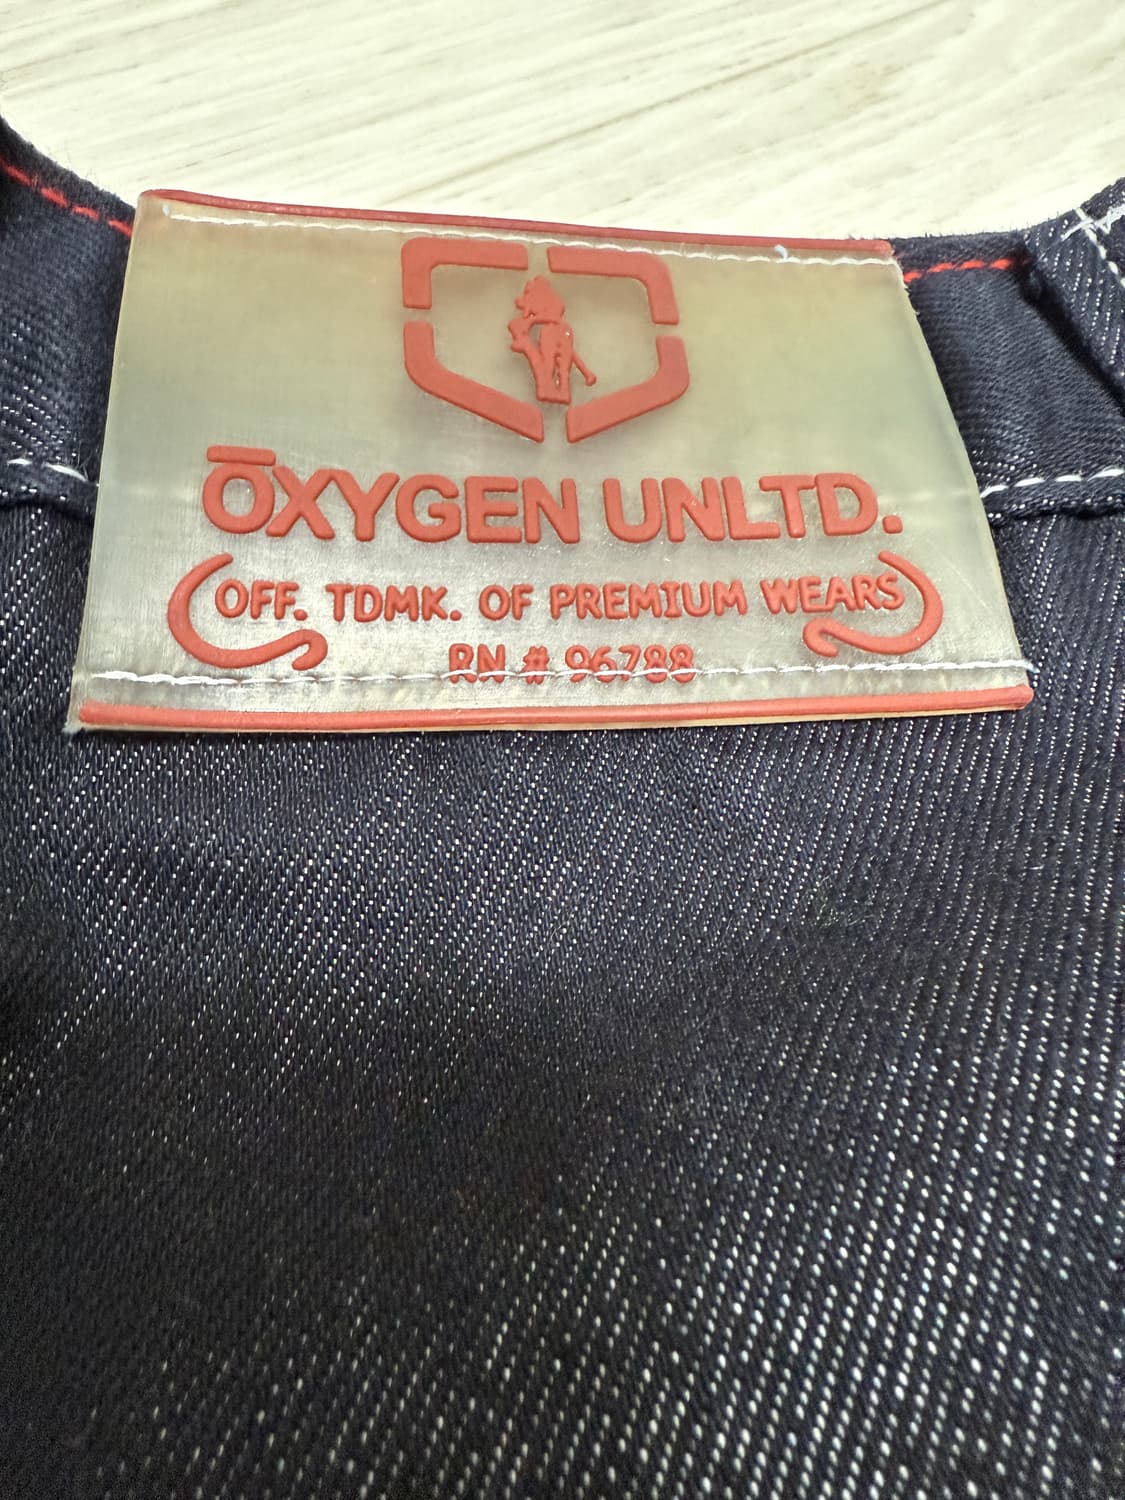 ŌXYGEN UNLTD.
OFF. TDMK. OF PREMIUM WEARS
RN # 96788